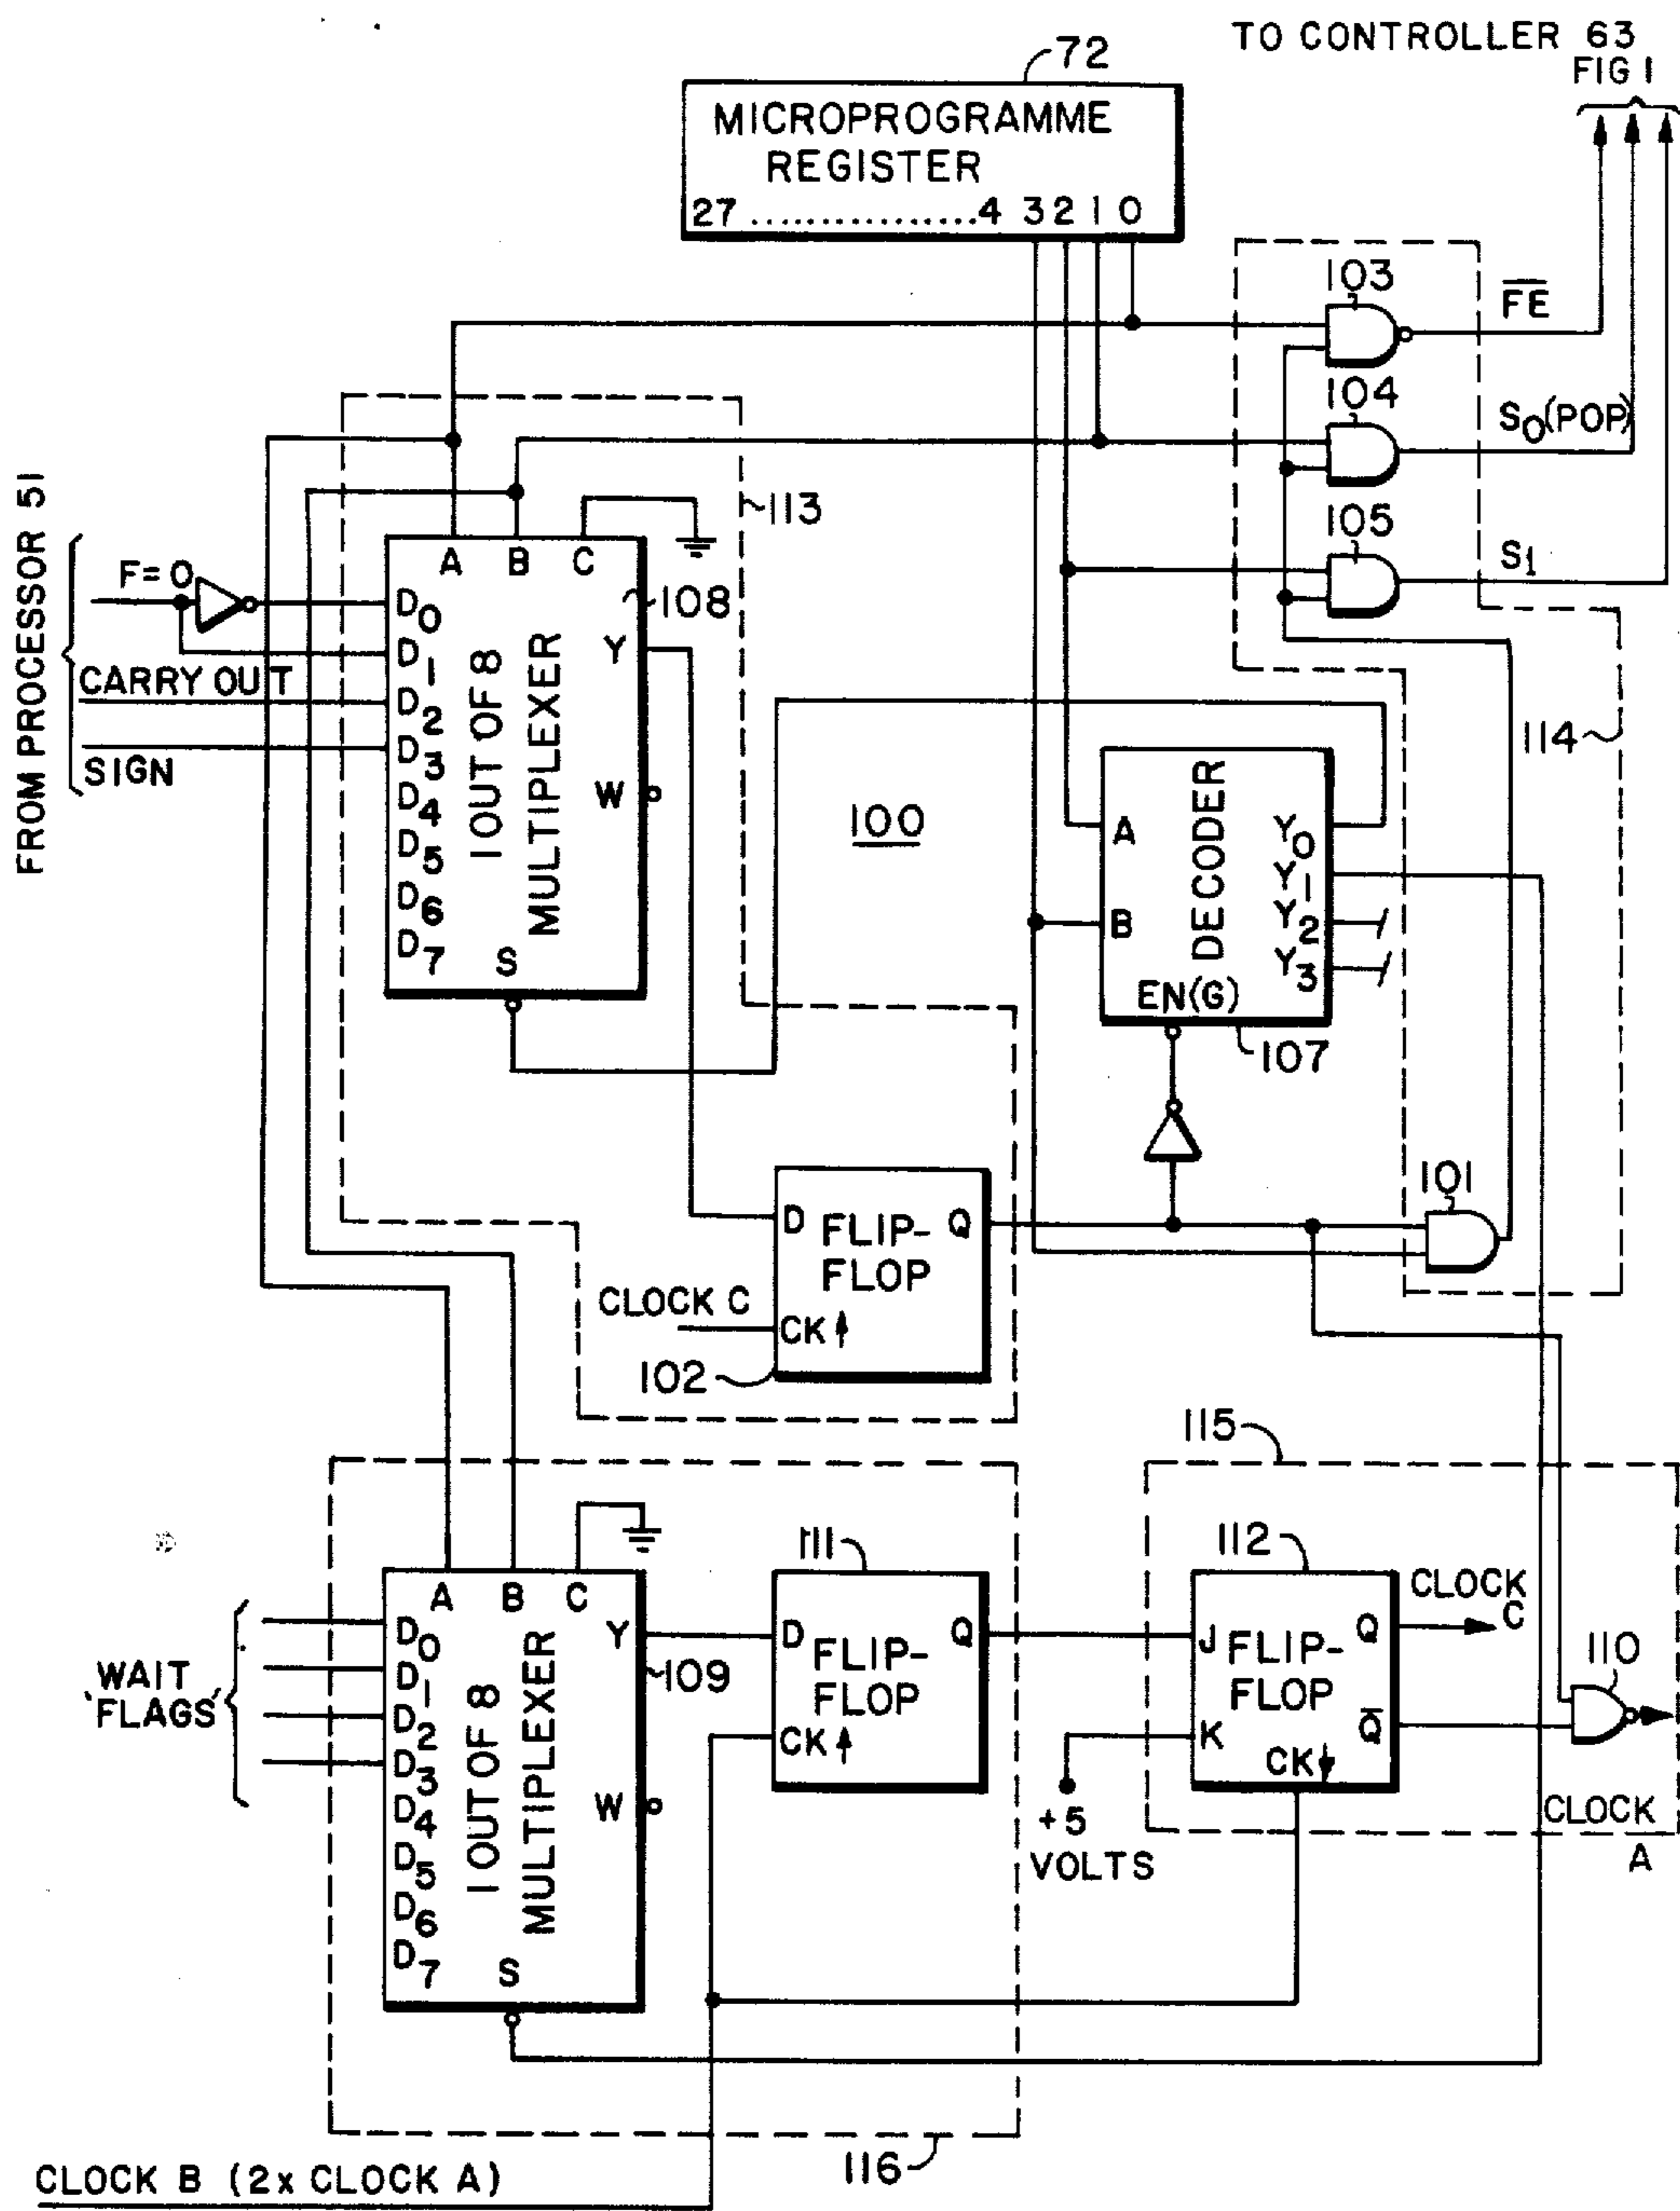 TO CONTROLLER 63
FIG 1
72
MICROPROGRAMME
REGISTER
27 ................4 3 2 1 0
103
F̅E̅
104
S0(POP)
105
S1
114
113
FROM PROCESSOR 51
F=0
CARRY OUT
SIGN
A B C
D0
D1
D2
D3
D4
D5
D6
D7
1 OUT OF 8
MULTIPLEXER
Y
W
S
108
100
DECODER
A
B
Y0
Y1
Y2
Y3
EN(G)
107
101
D FLIP- Q
FLOP
CLOCK C
CK↑
102
115
116
WAIT
'FLAGS'
A B C
D0
D1
D2
D3
D4
D5
D6
D7
1 OUT OF 8
MULTIPLEXER
Y
W
S
109
111
D FLIP- Q
FLOP
CK↑
112
J FLIP- Q
FLOP
K Q̅
CK↓
CLOCK
C
110
+5
VOLTS
CLOCK
A
CLOCK B (2x CLOCK A)